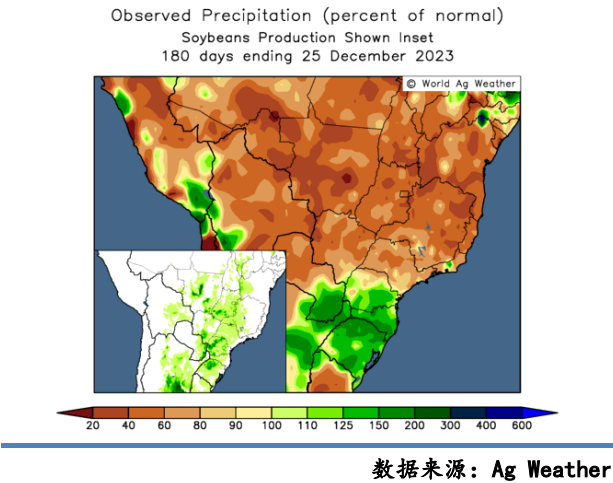 Observed Precipitation (percent of normal)
Soybeans Production Shown Inset
180 days ending 25 December 2023
© World Ag Weather
20 40 60 80 90 100 110 125 150 200 300 400 600
数据来源: Ag Weather